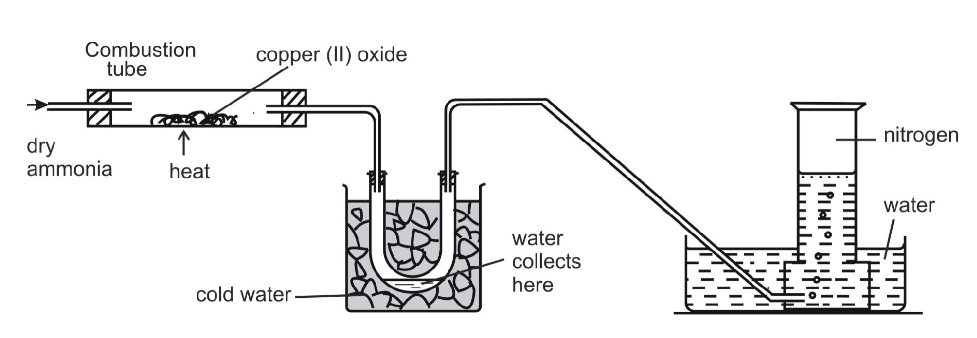 Combustion
tube
copper (II) oxide
dry
ammonia
heat
cold water
water
collects
here
nitrogen
water